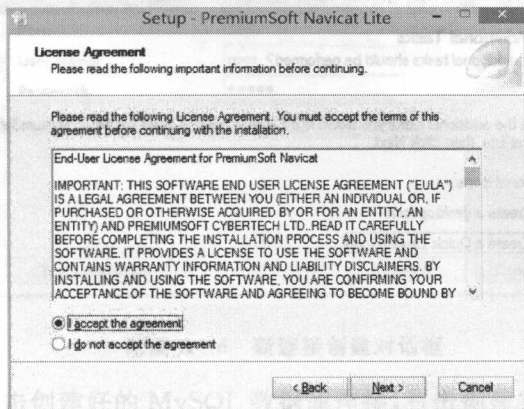 Setup - PremiumSoft Navicat Lite
License Agreement
Please read the following important information before continuing.
Please read the following License Agreement. You must accept the terms of this
agreement before continuing with the installation.
End-User License Agreement for PremiumSoft Navicat
IMPORTANT: THIS SOFTWARE END USER LICENSE AGREEMENT ("EULA")
IS A LEGAL AGREEMENT BETWEEN YOU (EITHER AN INDIVIDUAL OR, IF
PURCHASED OR OTHERWISE ACQUIRED BY OR FOR AN ENTITY, AN
ENTITY) AND PREMIUMSOFT CYBERTECH LTD..READ IT CAREFULLY
BEFORE COMPLETING THE INSTALLATION PROCESS AND USING THE
SOFTWARE. IT PROVIDES A LICENSE TO USE THE SOFTWARE AND
CONTAINS WARRANTY INFORMATION AND LIABILITY DISCLAIMERS. BY
INSTALLING AND USING THE SOFTWARE, YOU ARE CONFIRMING YOUR
ACCEPTANCE OF THE SOFTWARE AND AGREEING TO BECOME BOUND BY
I accept the agreement
I do not accept the agreement
< Back
Next >
Cancel